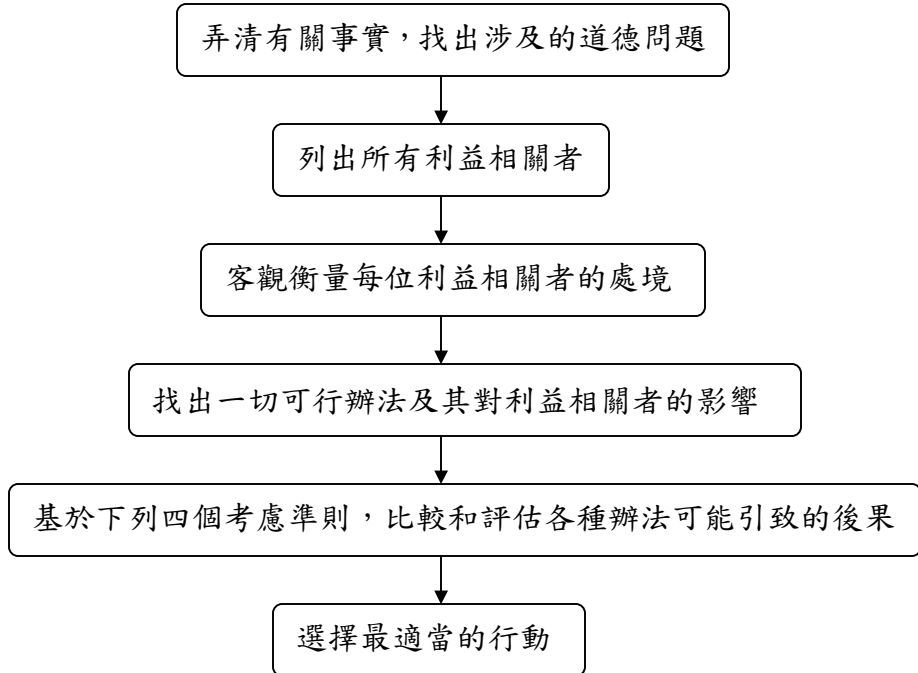 弄清有關事實，找出涉及的道德問題
列出所有利益相關者
客觀衡量每位利益相關者的處境
找出一切可行辦法及其對利益相關者的影響
基於下列四個考慮準則，比較和評估各種辦法可能引致的後果
選擇最適當的行動